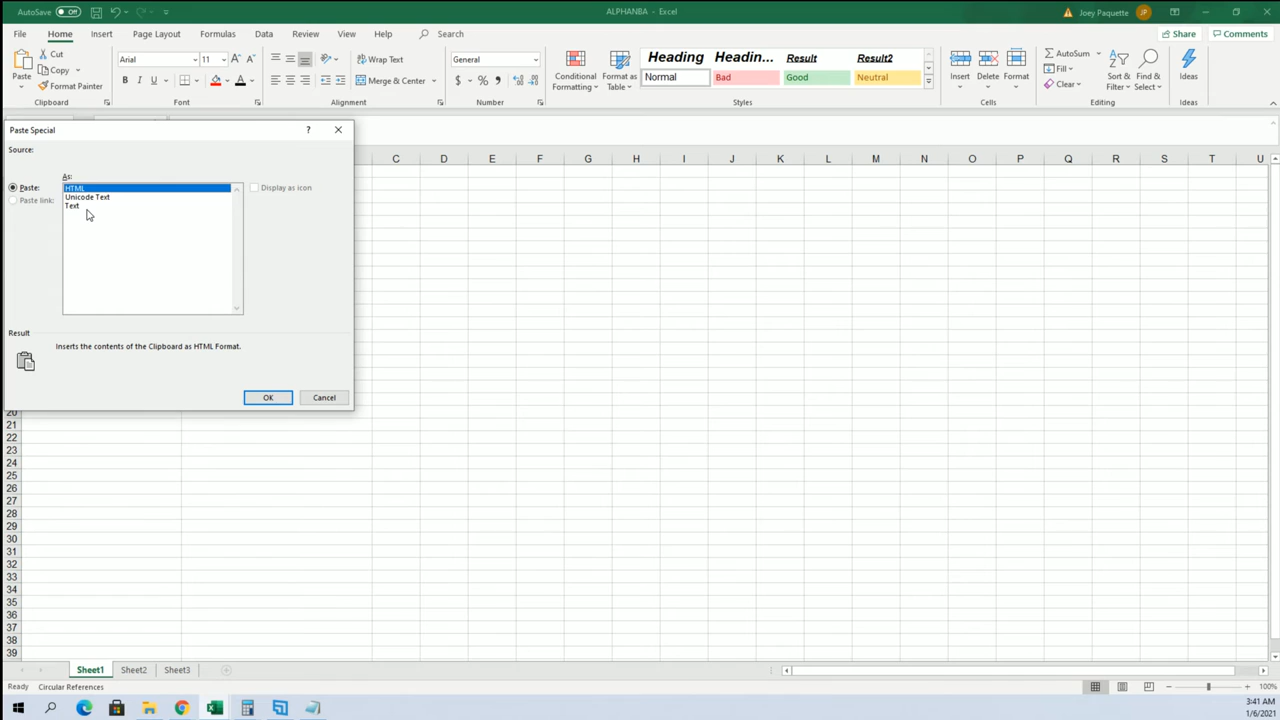 AutoSave Off ALPHANBA - Excel Joey Paquette JP
File Home Insert Page Layout Formulas Data Review View Help Search Share Comments
Paste Cut Copy Format Painter Clipboard
Arial 11 A A B I U A Font
Wrap Text Merge & Center Alignment
General $ % Number
Conditional Formatting Format as Table
Heading Headin... Result Result2
Normal Bad Good Neutral
Styles
Insert Delete Format Cells
AutoSum Fill Clear Sort & Filter Find & Select Editing
Ideas Ideas
Paste Special ?
Source:
As:
Paste: HTML Display as icon
Unicode Text
Paste link: Text
Result
Inserts the contents of the Clipboard as HTML Format.
OK Cancel
C D E F G H I J K L M N O P Q R S T U
20
21
22
23
24
25
26
27
28
29
30
31
32
33
34
35
36
37
38
39
Sheet1 Sheet2 Sheet3
Ready Circular References 100%
3:41 AM
1/6/2021